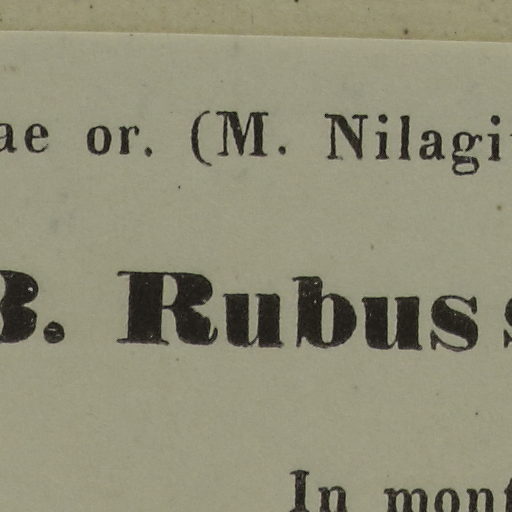 ae or. (M. Nilagi
B. Rubus s
In mont